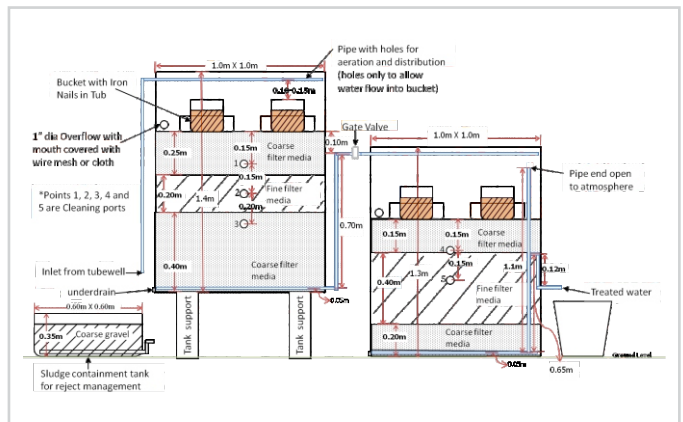 1.0m X 1.0m
Pipe with holes for
aeration and distribution
(holes only to allow
water flow into bucket)
Bucket with Iron
Nails in Tub
0.10-0.15m
1" dia Overflow with
mouth covered with
wire mesh or cloth
Gate Valve
1.0m X 1.0m
0.10m
0.25m
0.15m
Coarse
filter media
1
0.15m
Pipe end open
to atmosphere
*Points 1, 2, 3, 4 and
5 are Cleaning ports
0.20m
1.4m
2
Fine filter
media
0.20m
3
0.70m
0.15m
0.15m
Coarse
filter media
4
0.15m
0.40m
Coarse filter
media
Inlet from tubewell
1.3m
1.1m
0.12m
0.40m
5
Fine filter
media
Treated water
underdrain
0.05m
0.60m X 0.60m
0.35m
Coarse gravel
Tank support
Tank support
0.20m
Coarse filter
media
Ground Level
0.05m
0.65m
Sludge containment tank
for reject management